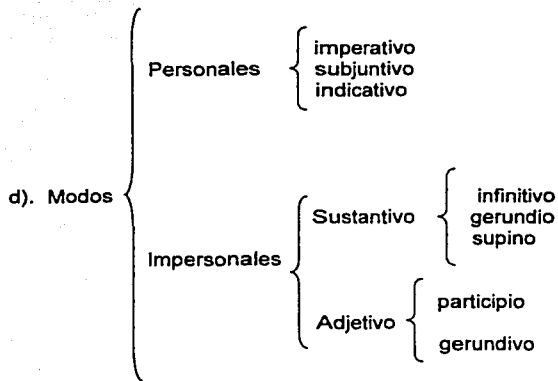 d). Modos
Personales
imperativo
subjuntivo
indicativo
Impersonales
Sustantivo
infinitivo
gerundio
supino
Adjetivo
participio
gerundivo